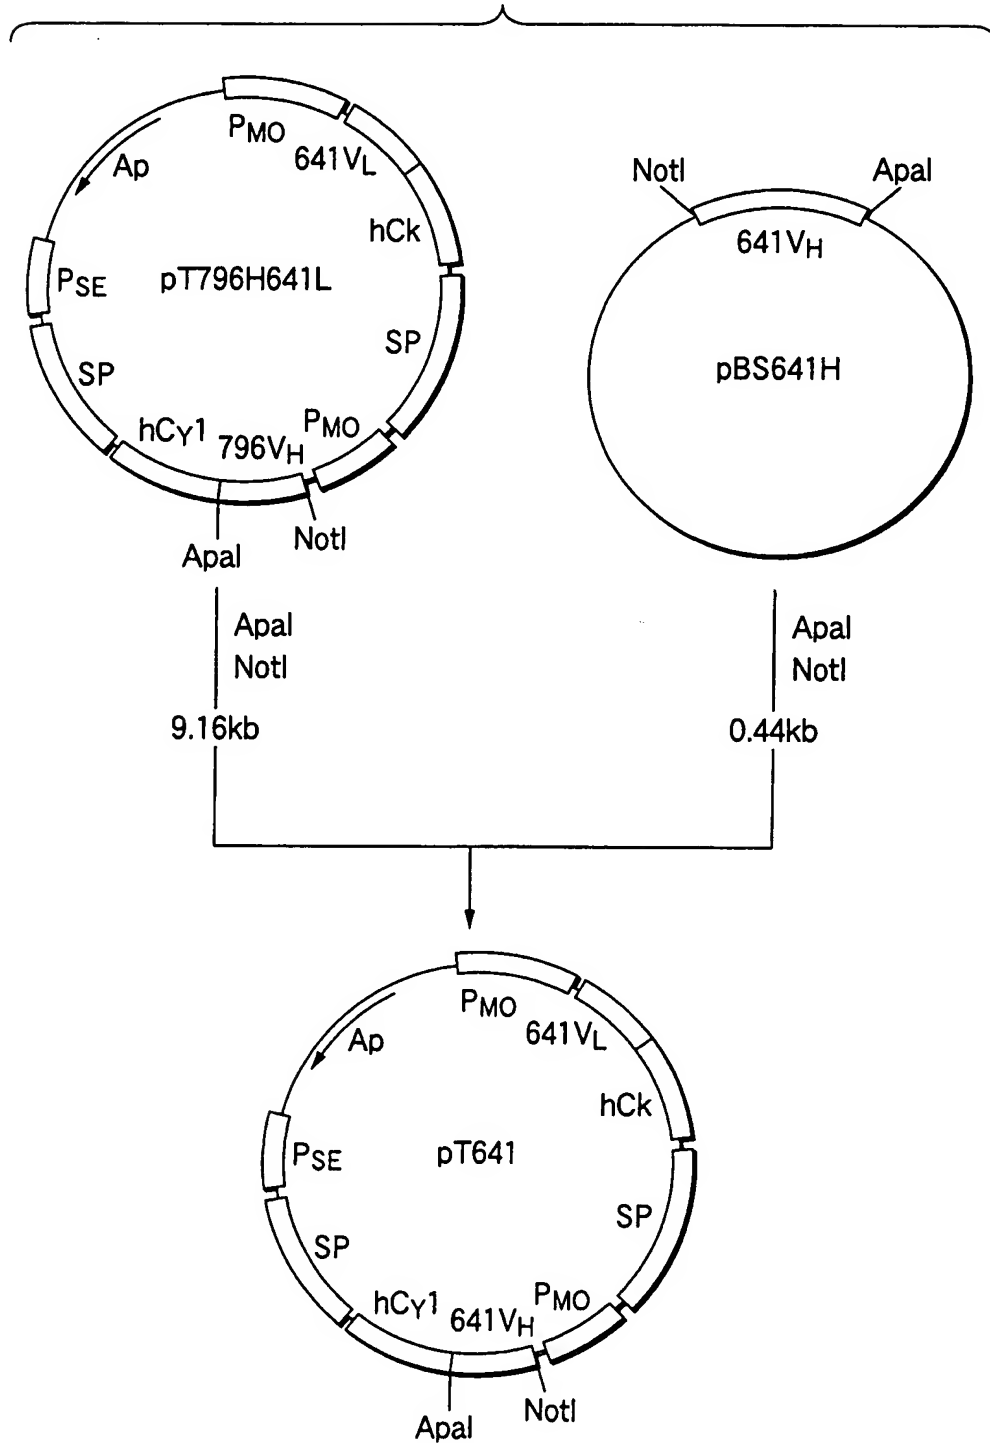 PMO
641VL
Ap
hCk
PSE
pT796H641L
SP
SP
hCγ1
796VH
PMO
ApaI
NotI
NotI
ApaI
641VH
pBS641H
ApaI
NotI
9.16kb
ApaI
NotI
0.44kb
PMO
641VL
Ap
hCk
PSE
pT641
SP
SP
hCγ1
641VH
PMO
ApaI
NotI